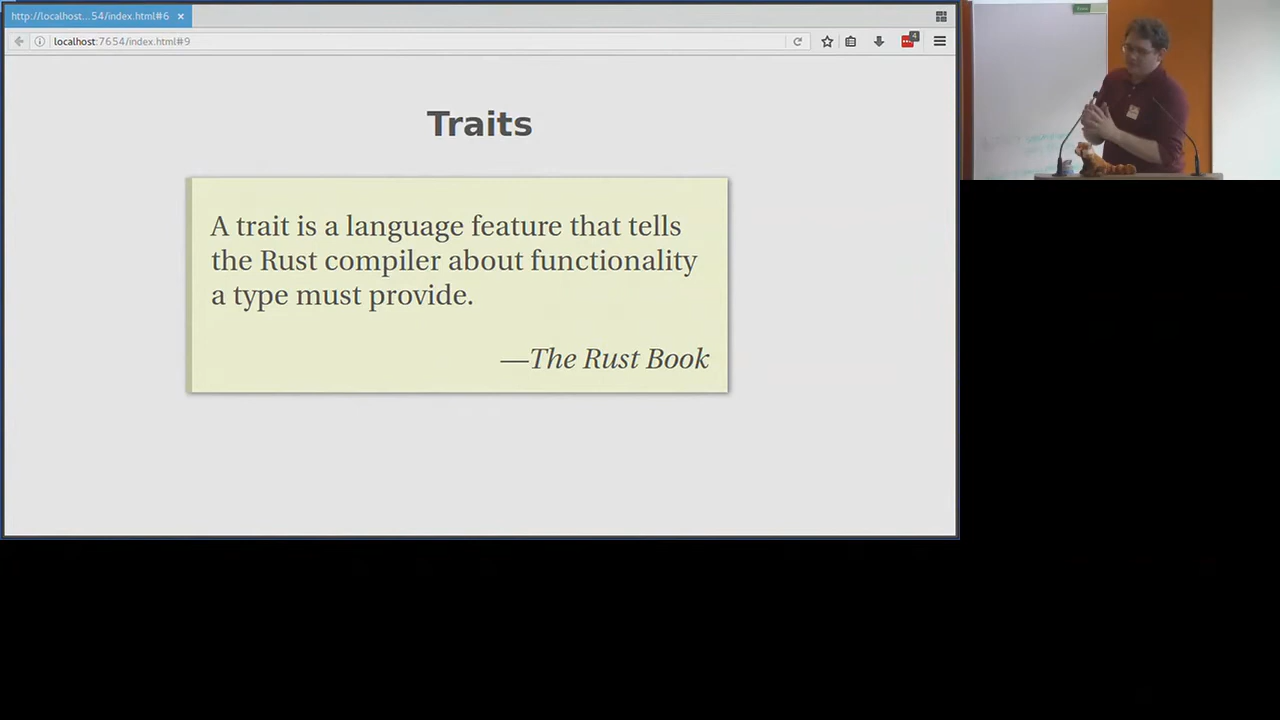 http://localhost... 54/index.html#6
localhost:7654/index.html#9
4
Traits
A trait is a language feature that tells
the Rust compiler about functionality
a type must provide.
—The Rust Book